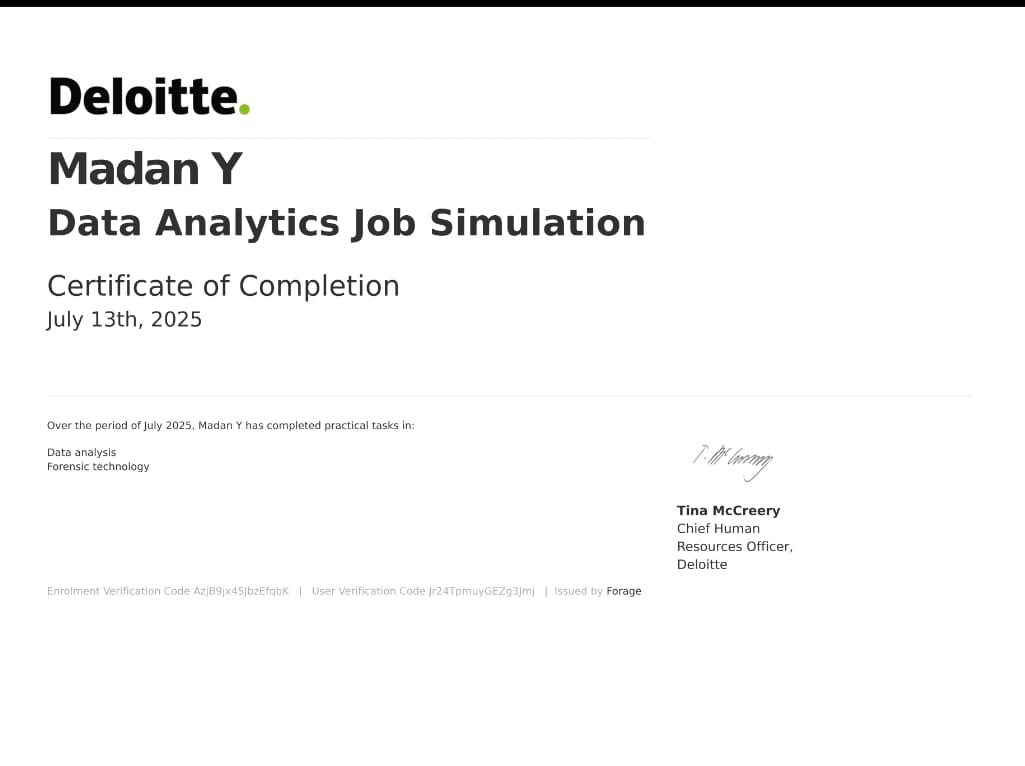 Deloitte.
Madan Y
Data Analytics Job Simulation
Certificate of Completion
July 13th, 2025
Over the period of July 2025, Madan Y has completed practical tasks in:
Data analysis
Forensic technology
T. McCreery
Tina McCreery
Chief Human
Resources Officer,
Deloitte
Enrolment Verification Code AzjB9jx4SJbzEfqbK | User Verification Code Jr24TpmuyGEZg3Jmj | Issued by Forage